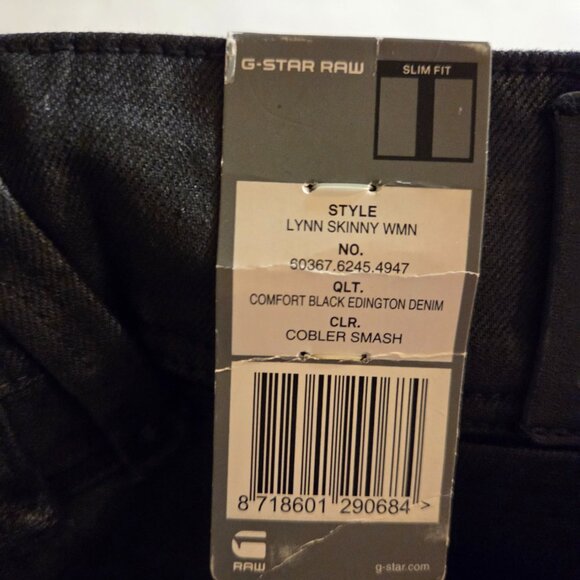 G-STAR RAW
SLIM FIT
STYLE
LYNN SKINNY WMN
NO.
60367.6245.4947
QLT.
COMFORT BLACK EDINGTON DENIM
CLR.
COBLER SMASH
8 718601 290684 >
RAW
g-star.com